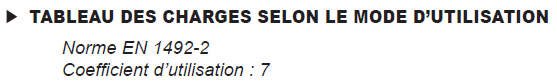 ► TABLEAU DES CHARGES SELON LE MODE D’UTILISATION
Norme EN 1492-2
Coefficient d’utilisation : 7